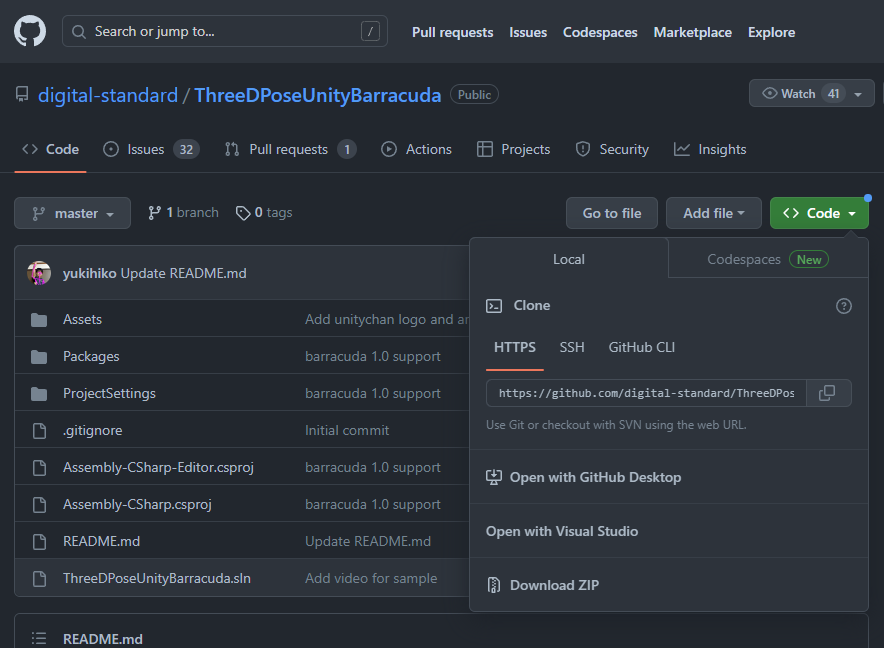 Search or jump to... / Pull requests Issues Codespaces Marketplace Explore
digital-standard / ThreeDPoseUnityBarracuda Public Watch 41
Code Issues 32 Pull requests 1 Actions Projects Security Insights
master 1 branch 0 tags Go to file Add file Code
yukihiko Update README.md
Assets Add unitychan logo and ar
Packages barracuda 1.0 support
ProjectSettings barracuda 1.0 support
.gitignore Initial commit
Assembly-CSharp-Editor.csproj barracuda 1.0 support
Assembly-CSharp.csproj barracuda 1.0 support
README.md Update README.md
ThreeDPoseUnityBarracuda.sln Add video for sample
README.md
Local Codespaces New
Clone ?
HTTPS SSH GitHub CLI
https://github.com/digital-standard/ThreeDPos
Use Git or checkout with SVN using the web URL.
Open with GitHub Desktop
Open with Visual Studio
Download ZIP